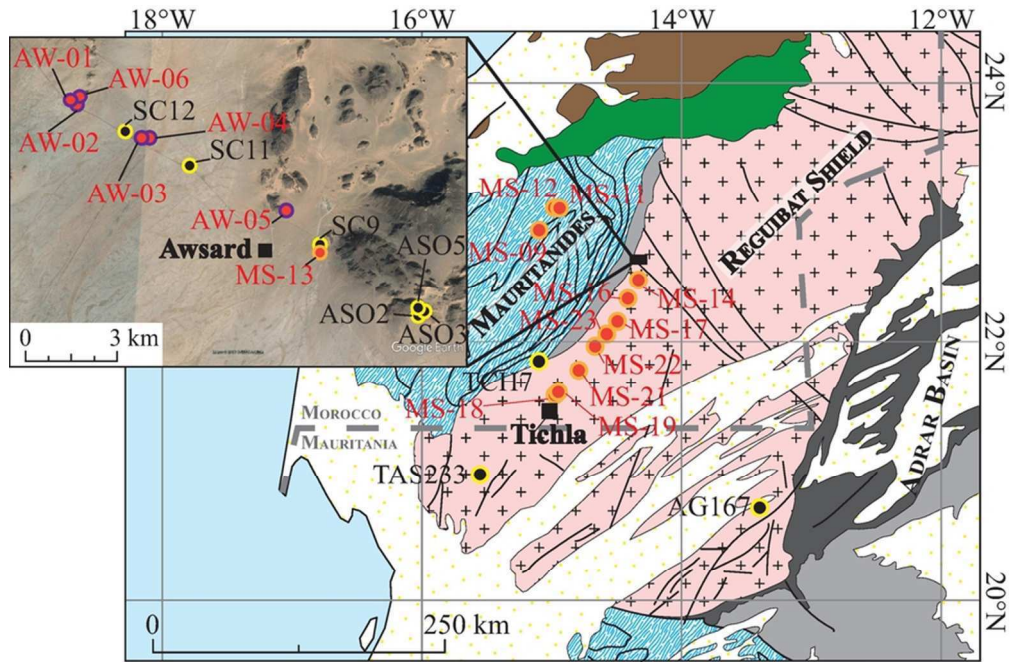 18°W
16°W
14°W
12°W
24°N
22°N
20°N
AW-01
AW-06
SC12
AW-04
AW-02
SC11
AW-03
AW-05
SC9
Awsard
ASO5
MS-13
ASO2
ASO3
0
3 km
Google Earth
REGUIBAT SHIELD
MS-12
MS-11
MS-09
MAURITANIDES
MS-16
MS-14
MS-23
MS-17
MS-22
TCH7
MS-21
MS-18
MS-19
MOROCCO
MAURITANIA
Tichla
ADRAR BASIN
TAS233
AG167
0
250 km